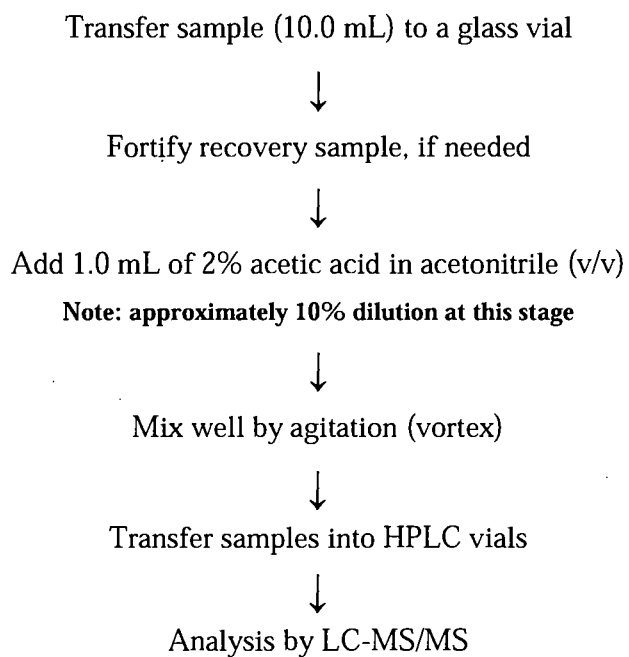 Transfer sample (10.0 mL) to a glass vial
↓
Fortify recovery sample, if needed
↓
Add 1.0 mL of 2% acetic acid in acetonitrile (v/v)
Note: approximately 10% dilution at this stage
↓
Mix well by agitation (vortex)
↓
Transfer samples into HPLC vials
↓
Analysis by LC-MS/MS